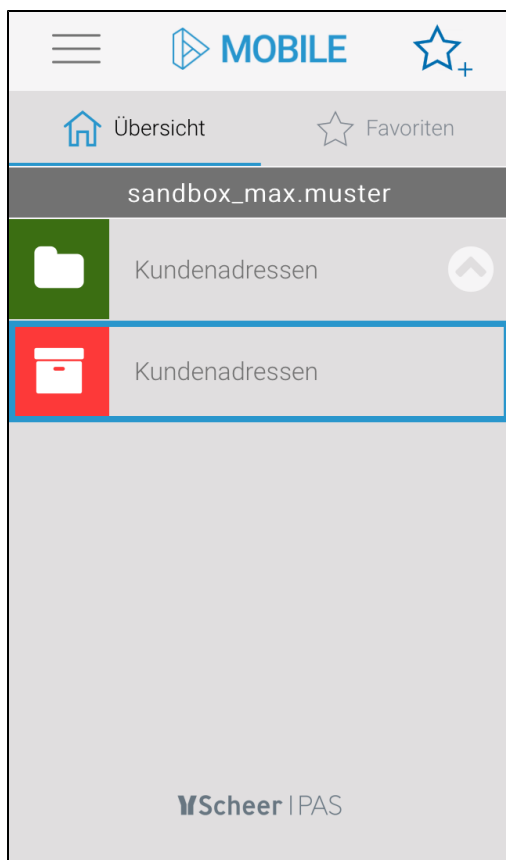 MOBILE
Übersicht Favoriten
sandbox_max.muster
Kundenadressen
Kundenadressen
Scheer PAS